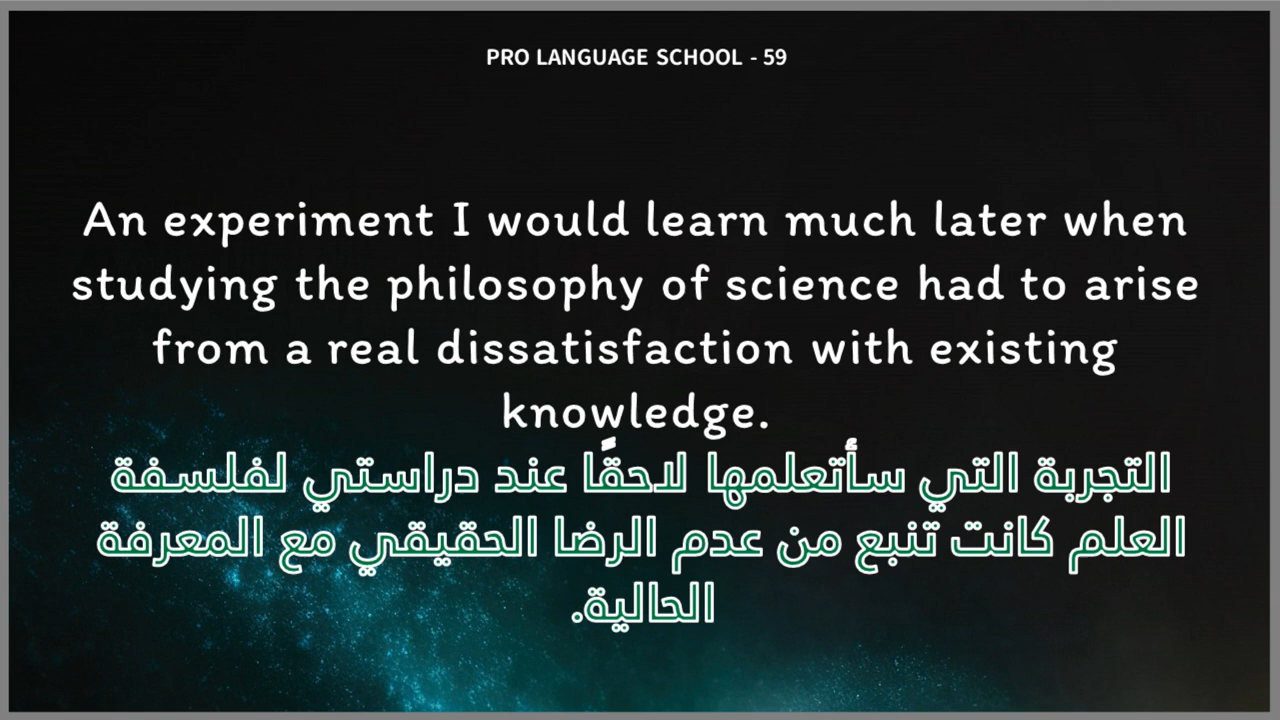 PRO LANGUAGE SCHOOL - 59
An experiment I would learn much later when
studying the philosophy of science had to arise
from a real dissatisfaction with existing
knowledge.
التجربة التي سأتعلمها لاحقًا عند دراستي لفلسفة
العلم كانت تنبع من عدم الرضا الحقيقي مع المعرفة
الحالية.